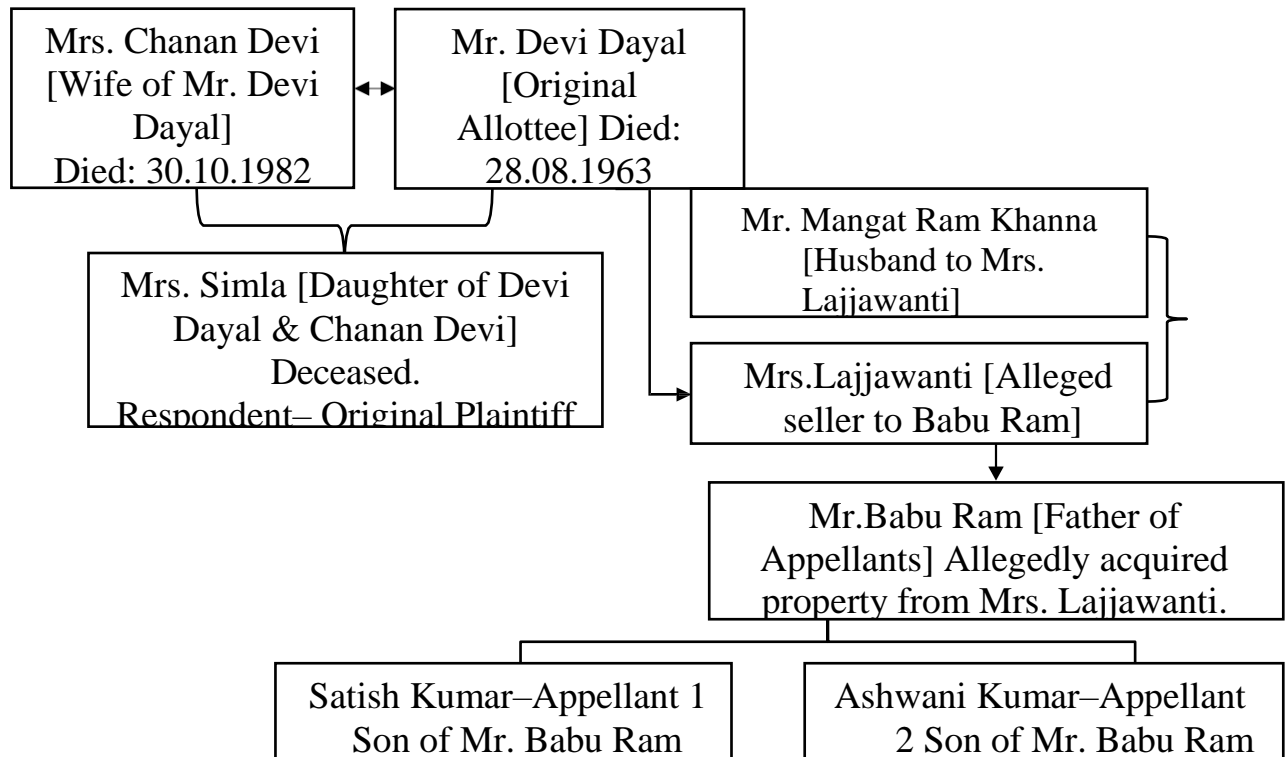 Mrs. Chanan Devi
[Wife of Mr. Devi
Dayal]
Died: 30.10.1982
Mr. Devi Dayal
[Original
Allottee] Died:
28.08.1963
Mr. Mangat Ram Khanna
[Husband to Mrs.
Lajjawanti]
Mrs. Simla [Daughter of Devi
Dayal & Chanan Devi]
Deceased.
Respondent– Original Plaintiff
Mrs.Lajjawanti [Alleged
seller to Babu Ram]
Mr.Babu Ram [Father of
Appellants] Allegedly acquired
property from Mrs. Lajjawanti.
Satish Kumar–Appellant 1
Son of Mr. Babu Ram
Ashwani Kumar–Appellant
2 Son of Mr. Babu Ram